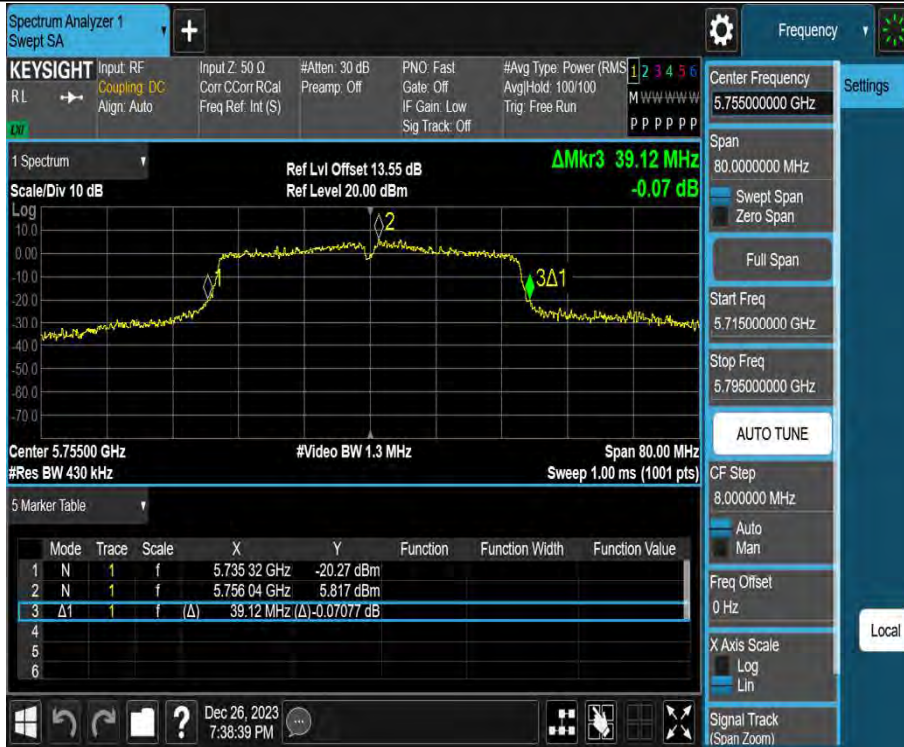 Spectrum Analyzer 1
Swept SA
+
Frequency
KEYSIGHT
RL
LXI
Input: RF
Coupling: DC
Align: Auto
Input Z: 50 Ω
Corr CCorr RCal
Freq Ref: Int (S)
#Atten: 30 dB
Preamp: Off
PNO: Fast
Gate: Off
IF Gain: Low
Sig Track: Off
#Avg Type: Power (RMS
Avg|Hold: 100/100
Trig: Free Run
1 2 3 4 5 6
M W W W W W
P P P P P P
1 Spectrum
Scale/Div 10 dB
Ref Lvl Offset 13.55 dB
Ref Level 20.00 dBm
ΔMkr3 39.12 MHz
-0.07 dB
Log
10.0
0.00
-10.0
-20.0
-30.0
-40.0
-50.0
-60.0
-70.0
1
2
3Δ1
Center 5.75500 GHz
#Res BW 430 kHz
#Video BW 1.3 MHz
Span 80.00 MHz
Sweep 1.00 ms (1001 pts)
5 Marker Table
Mode Trace Scale X Y Function Function Width Function Value
1 N 1 f 5.735 32 GHz -20.27 dBm
2 N 1 f 5.756 04 GHz 5.817 dBm
3 Δ1 1 f (Δ) 39.12 MHz (Δ) -0.07077 dB
4
5
6
Center Frequency
5.755000000 GHz
Settings
Span
80.0000000 MHz
Swept Span
Zero Span
Full Span
Start Freq
5.715000000 GHz
Stop Freq
5.795000000 GHz
AUTO TUNE
CF Step
8.000000 MHz
Auto
Man
Freq Offset
0 Hz
X Axis Scale
Log
Lin
Local
Signal Track
(Span Zoom)
?
Dec 26, 2023
7:38:39 PM